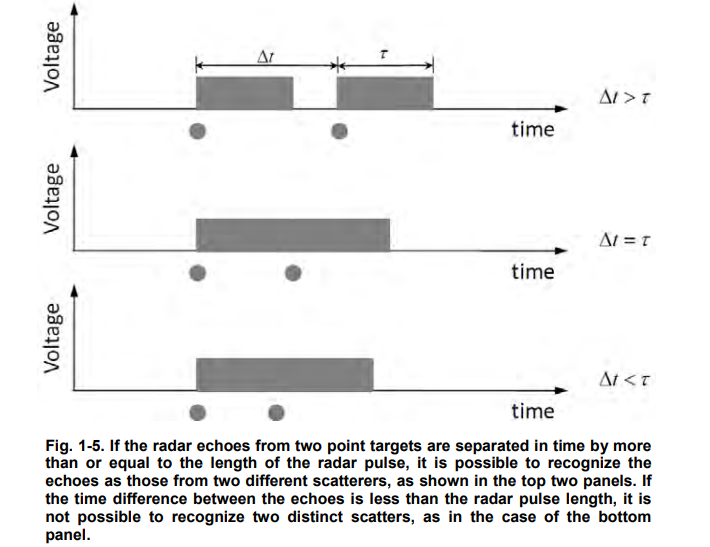 Voltage
Δt
τ
Δt > τ
time
Voltage
Δt = τ
time
Voltage
Δt < τ
time
Fig. 1-5. If the radar echoes from two point targets are separated in time by more
than or equal to the length of the radar pulse, it is possible to recognize the
echoes as those from two different scatterers, as shown in the top two panels. If
the time difference between the echoes is less than the radar pulse length, it is
not possible to recognize two distinct scatters, as in the case of the bottom
panel.